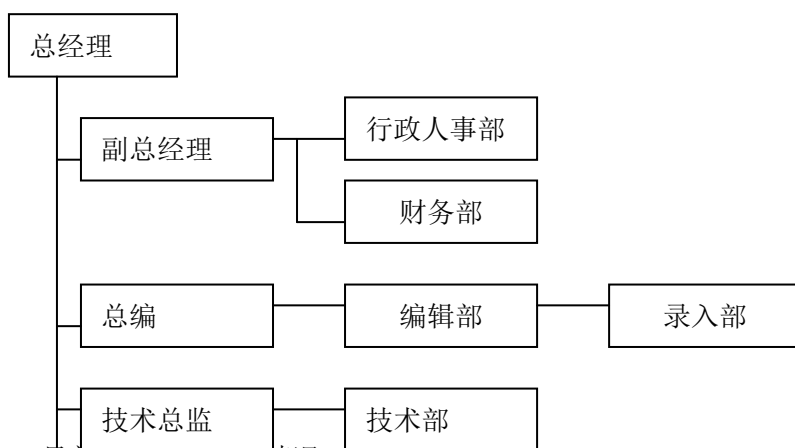 总经理
副总经理
行政人事部
财务部
总编
编辑部
录入部
技术总监
技术部